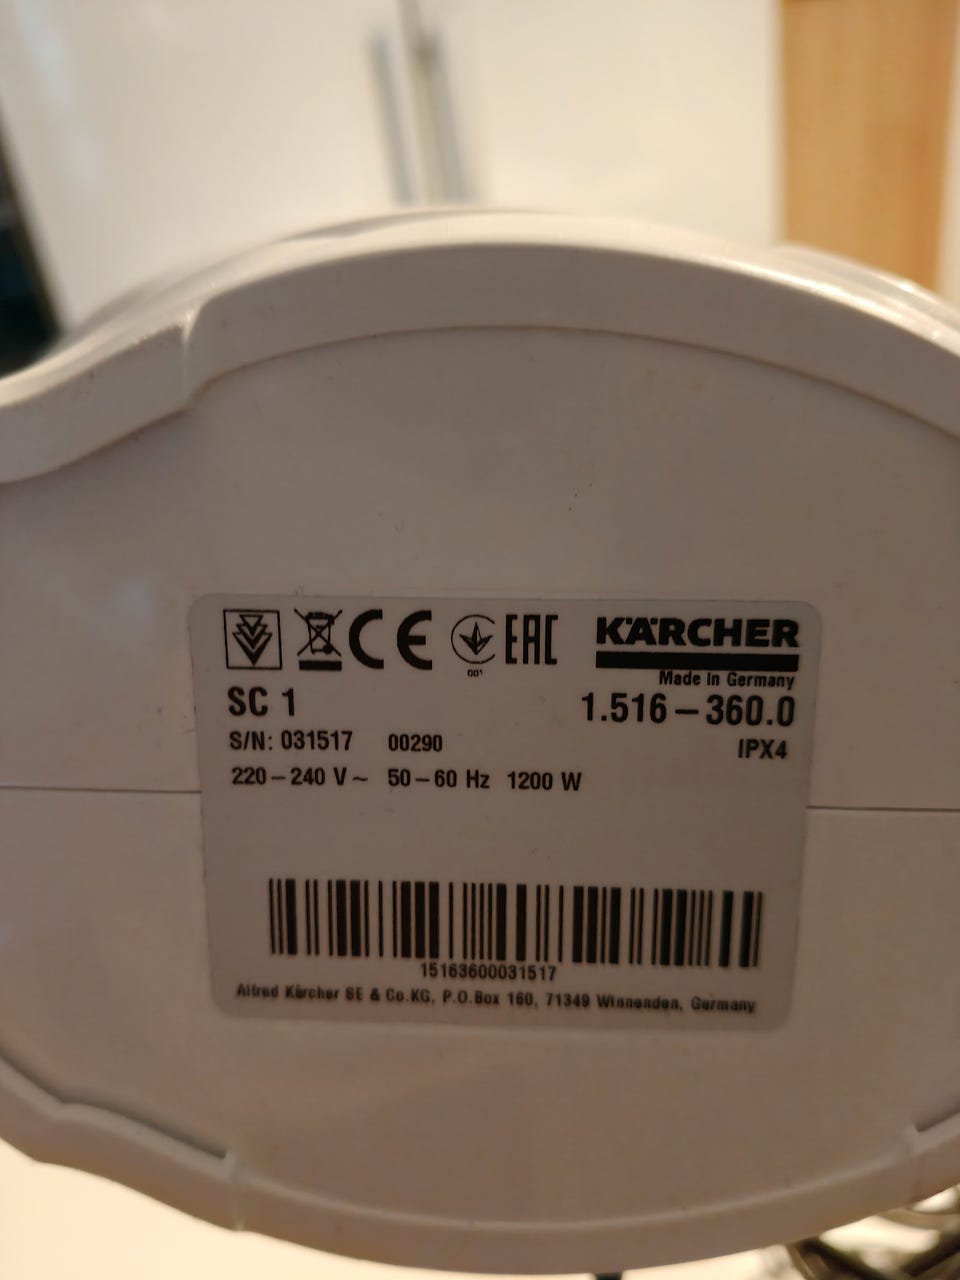 CE 001 EAC KÄRCHER
Made in Germany
SC 1 1.516-360.0
S/N: 031517 00290 IPX4
220-240 V~ 50-60 Hz 1200 W
15163600031517
Alfred Kärcher SE & Co.KG, P.O.Box 160, 71349 Winnenden, Germany